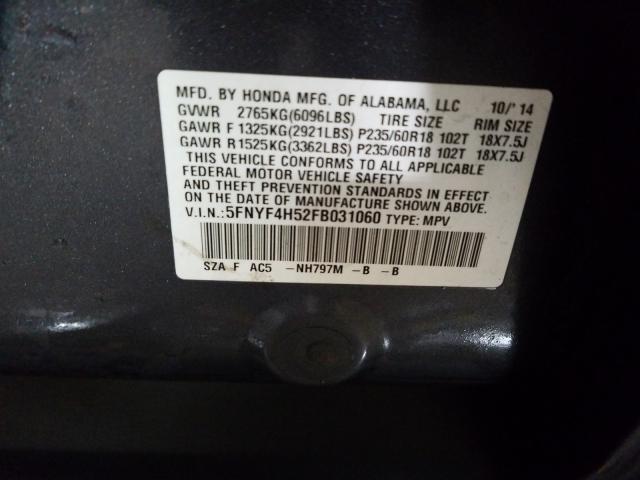 MFD. BY HONDA MFG. OF ALABAMA, LLC 10/'14
GVWR 2765KG(6096LBS) TIRE SIZE RIM SIZE
GAWR F 1325KG(2921LBS) P235/60R18 102T 18X7.5J
GAWR R1525KG(3362LBS) P235/60R18 102T 18X7.5J
THIS VEHICLE CONFORMS TO ALL APPLICABLE
FEDERAL MOTOR VEHICLE SAFETY
AND THEFT PREVENTION STANDARDS IN EFFECT
ON THE DATE OF MANUFACTURE SHOWN ABOVE.
V.I.N.:5FNYF4H52FB031060 TYPE: MPV
SZA F AC5 -NH797M -B -B